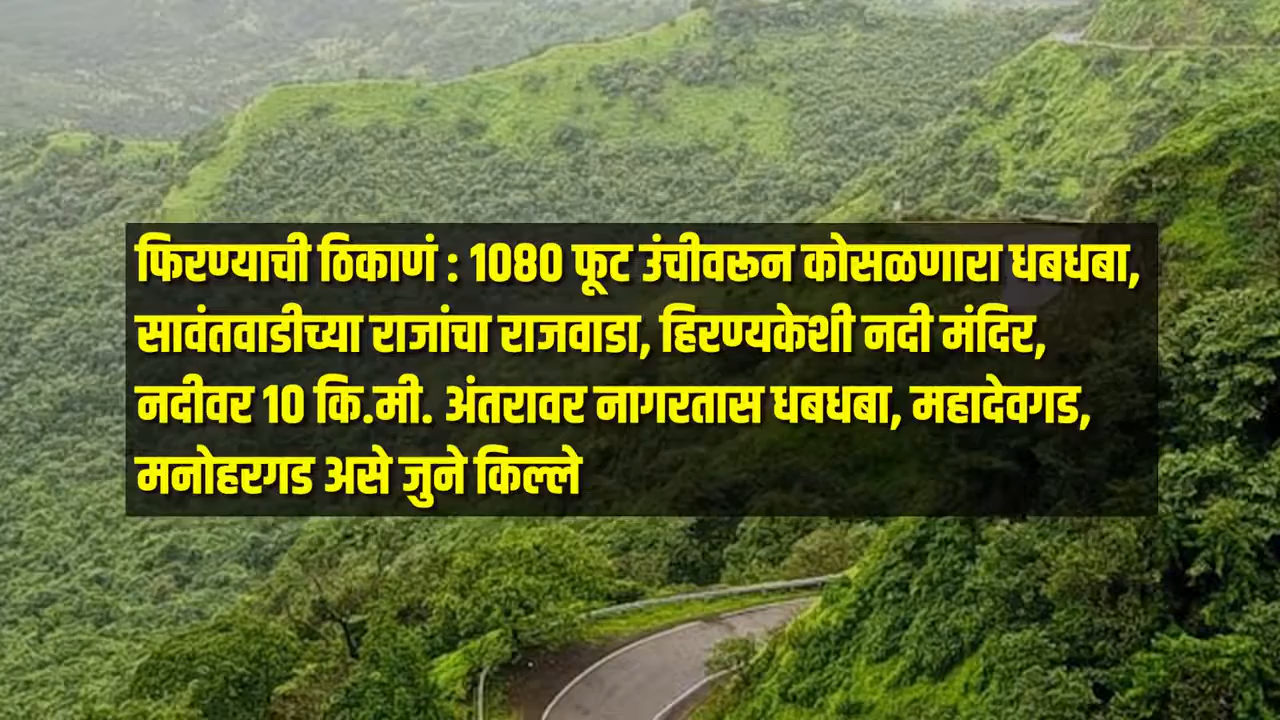 फिरण्याची ठिकाणं : 1080 फूट उंचीवरून कोसळणारा धबधबा,
सावंतवाडीच्या राजांचा राजवाडा, हिरण्यकेशी नदी मंदिर,
नदीवर 10 कि.मी. अंतरावर नागरतास धबधबा, महादेवगड,
मनोहरगड असे जुने किल्ले